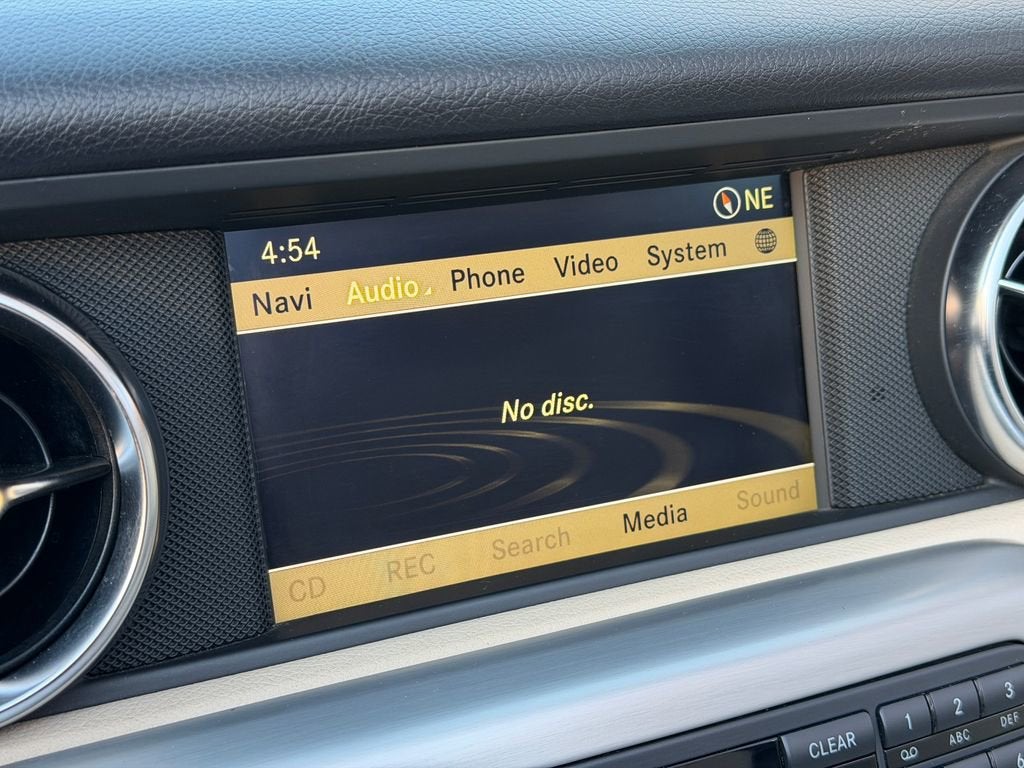 NE
4:54
Navi Audio Phone Video System
No disc.
CD REC Search Media Sound
CLEAR 1 2 3
ABC DEF
6